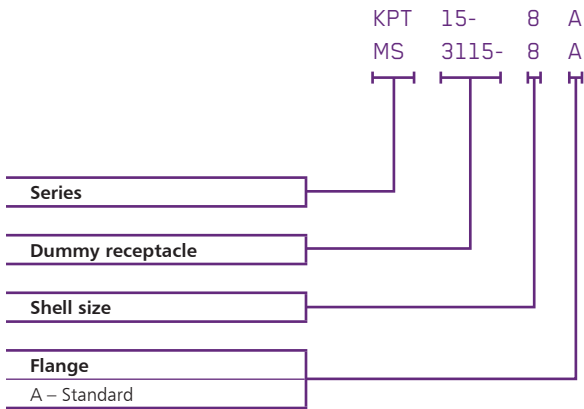 KPT 15- 8 A
MS 3115- 8 A
Series
Dummy receptacle
Shell size
Flange
A – Standard